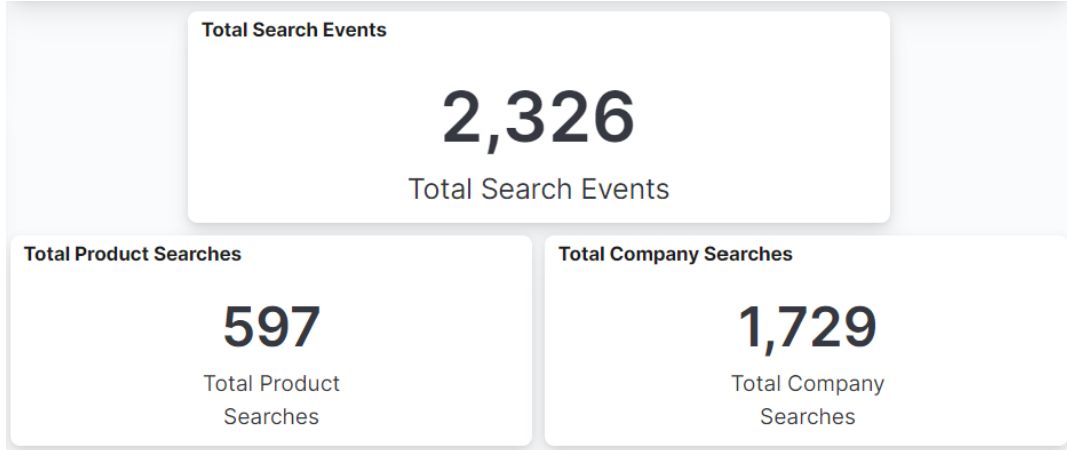 Total Search Events
2,326
Total Search Events
Total Product Searches
597
Total Product
Searches
Total Company Searches
1,729
Total Company
Searches